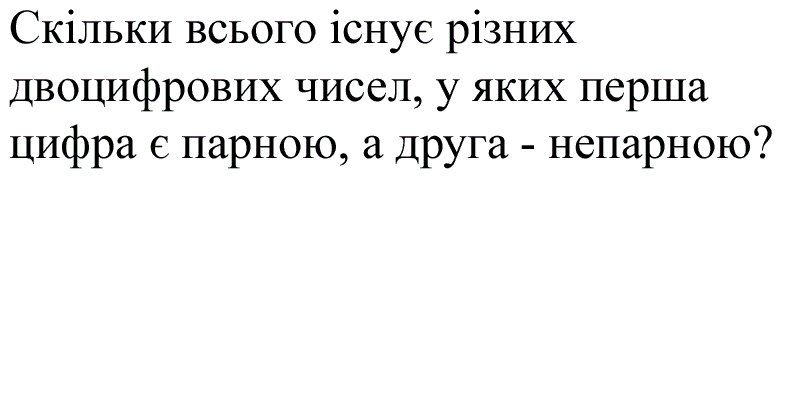 Скільки всього існує різних
двоцифрових чисел, у яких перша
цифра є парною, а друга - непарною?